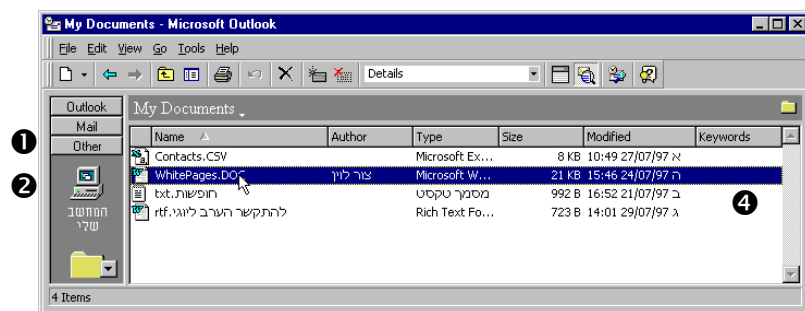 My Documents - Microsoft Outlook
File Edit View Go Tools Help
Details
Outlook
My Documents
Mail
Other
Name Author Type Size Modified Keywords
❶
Contacts.CSV Microsoft Ex... 8 KB 10:49 27/07/97 א
❷
WhitePages.DOC צור לוין Microsoft W... 21 KB 15:46 24/07/97 ה
חופשות.txt מסמך טקסט 992 B 16:52 21/07/97 ב
❹
להתקשר הערב ליוגי.rtf Rich Text Fo... 723 B 14:01 29/07/97 ג
המחשב
שלי
4 Items